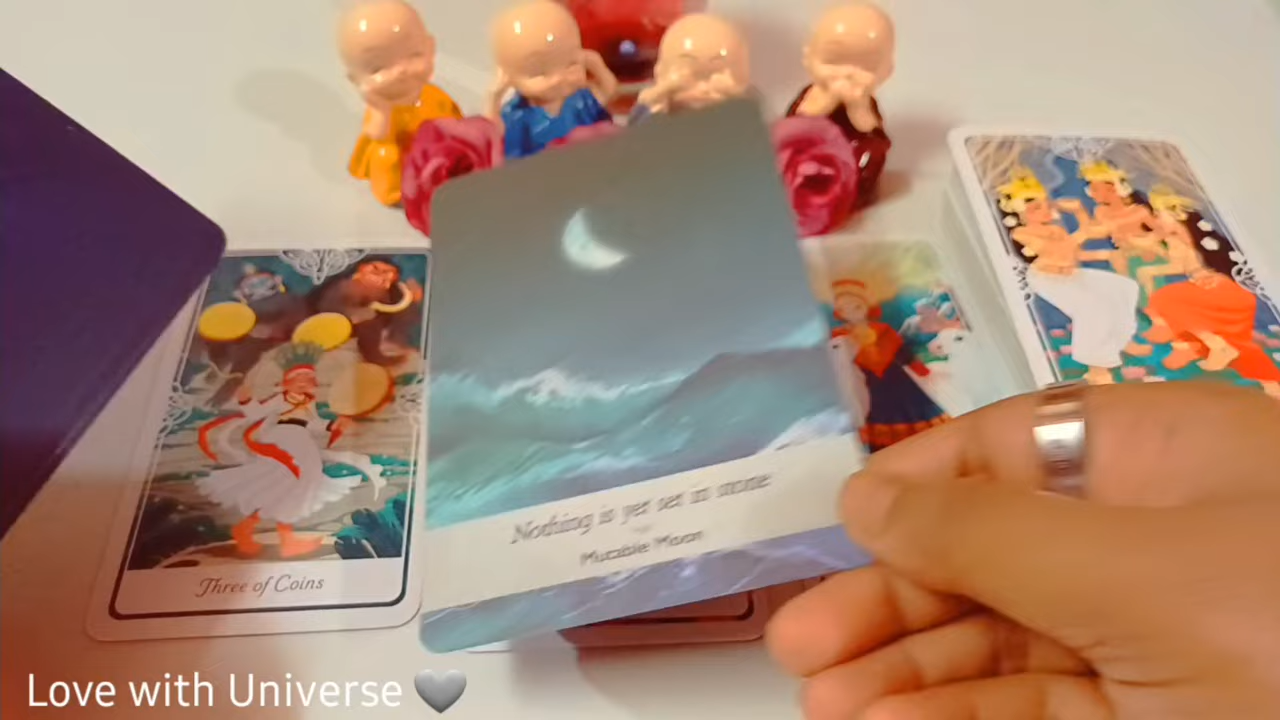 Three of Coins
Nothing is yet set in stone
Mutable Moon
Love with Universe 🩶